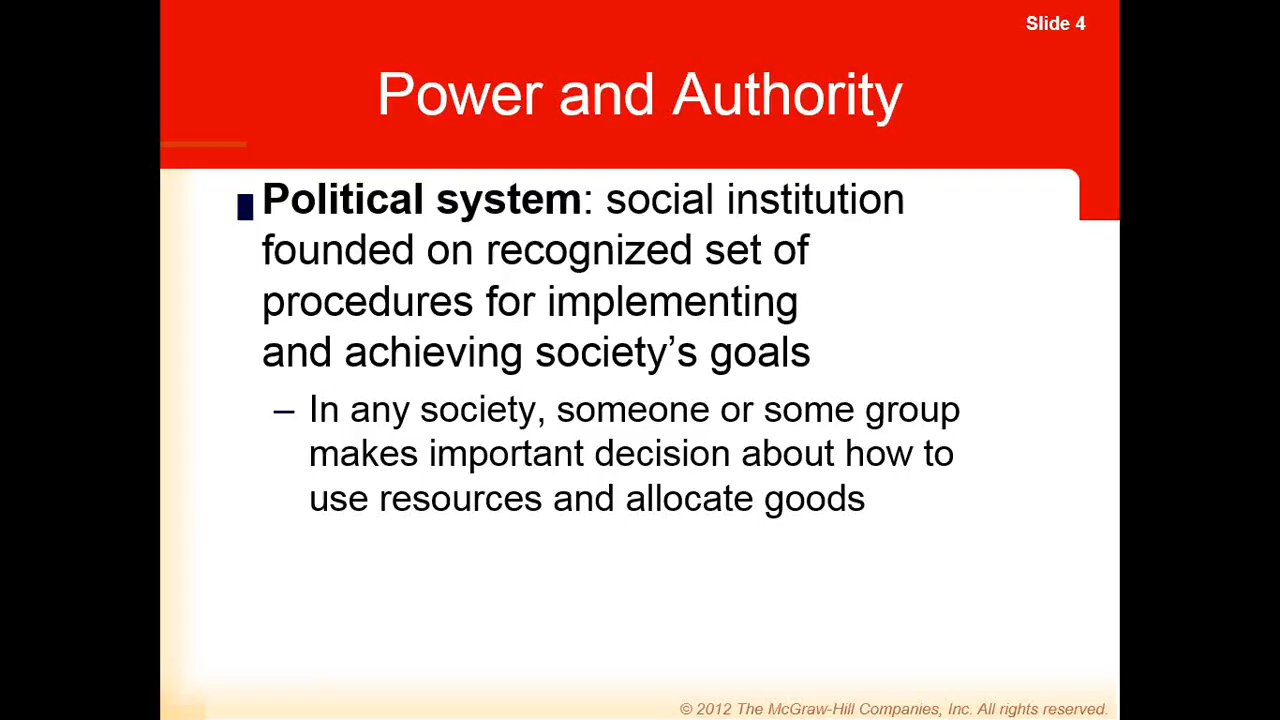 Slide 4
Power and Authority
Political system: social institution
founded on recognized set of
procedures for implementing
and achieving society’s goals
– In any society, someone or some group
makes important decision about how to
use resources and allocate goods
© 2012 The McGraw-Hill Companies, Inc. All rights reserved.